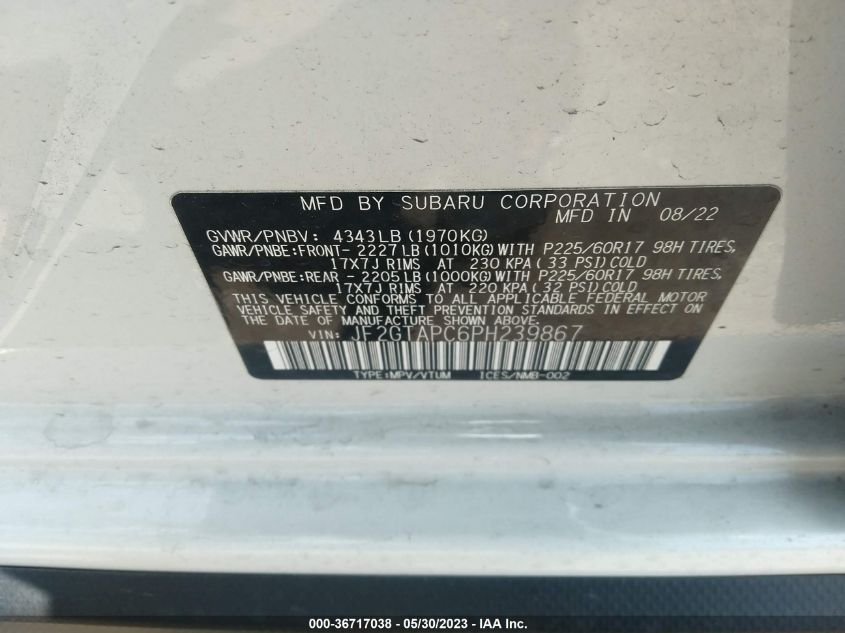 MFD BY SUBARU CORPORATION
MFD IN 08/22
GVWR/PNBV: 4343LB(1970KG)
GAWR/PNBE:FRONT- 2227LB(1010KG)WITH P225/60R17 98H TIRES,
17X7J RIMS AT 230 KPA(33 PSI)COLD
GAWR/PNBE:REAR - 2205LB(1000KG)WITH P225/60R17 98H TIRES,
17X7J RIMS AT 220 KPA(32 PSI)COLD
THIS VEHICLE CONFORMS TO ALL APPLICABLE FEDERAL MOTOR
VEHICLE SAFETY AND THEFT PREVENTION STANDARDS IN EFFECT ON
THE DATE OF MANUFACTURE SHOWN ABOVE.
VIN: JF2GTAPC6PH239867
TYPE:MPV/VTUM ICES/NMB-002
000-36717038 - 05/30/2023 - IAA Inc.